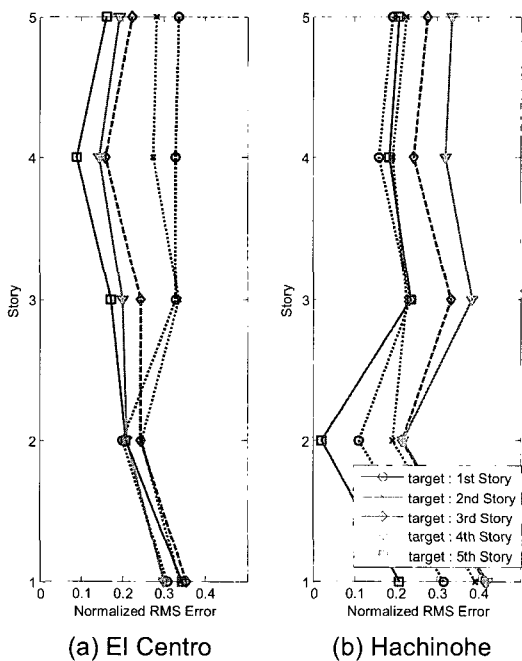 5
4
3
2
1
Story
0 0.1 0.2 0.3 0.4
Normalized RMS Error
(a) El Centro
5
4
3
2
1
0 0.1 0.2 0.3 0.4
Normalized RMS Error
(b) Hachinohe
target : 1st Story
target : 2nd Story
target : 3rd Story
target : 4th Story
target : 5th Story